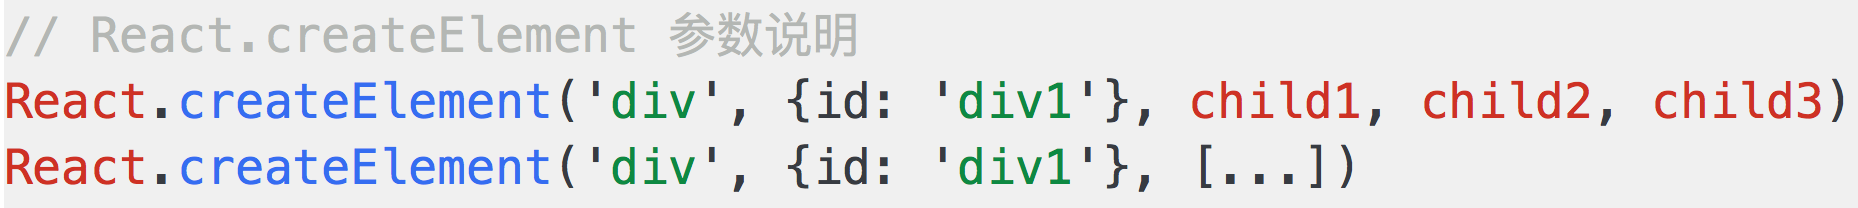 // React.createElement 参数说明
React.createElement('div', {id: 'div1'}, child1, child2, child3)
React.createElement('div', {id: 'div1'}, [...])